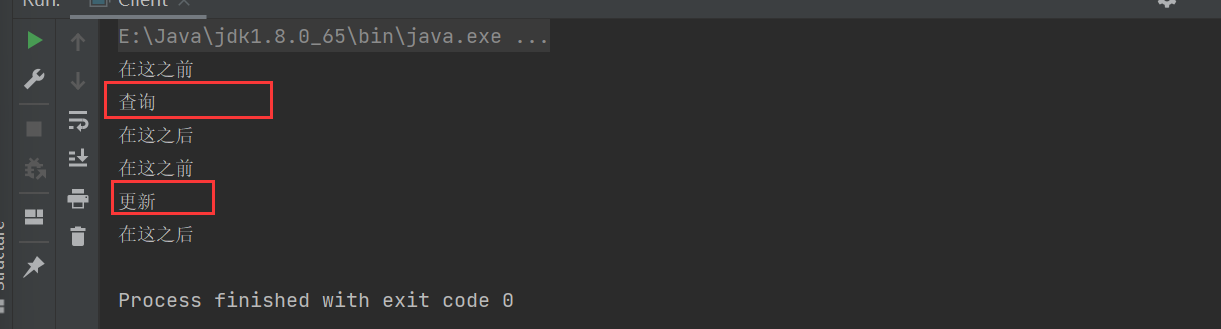 Run:
Client
E:\Java\jdk1.8.0_65\bin\java.exe ...
在这之前
查询
在这之后
在这之前
更新
在这之后
Process finished with exit code 0
Structure